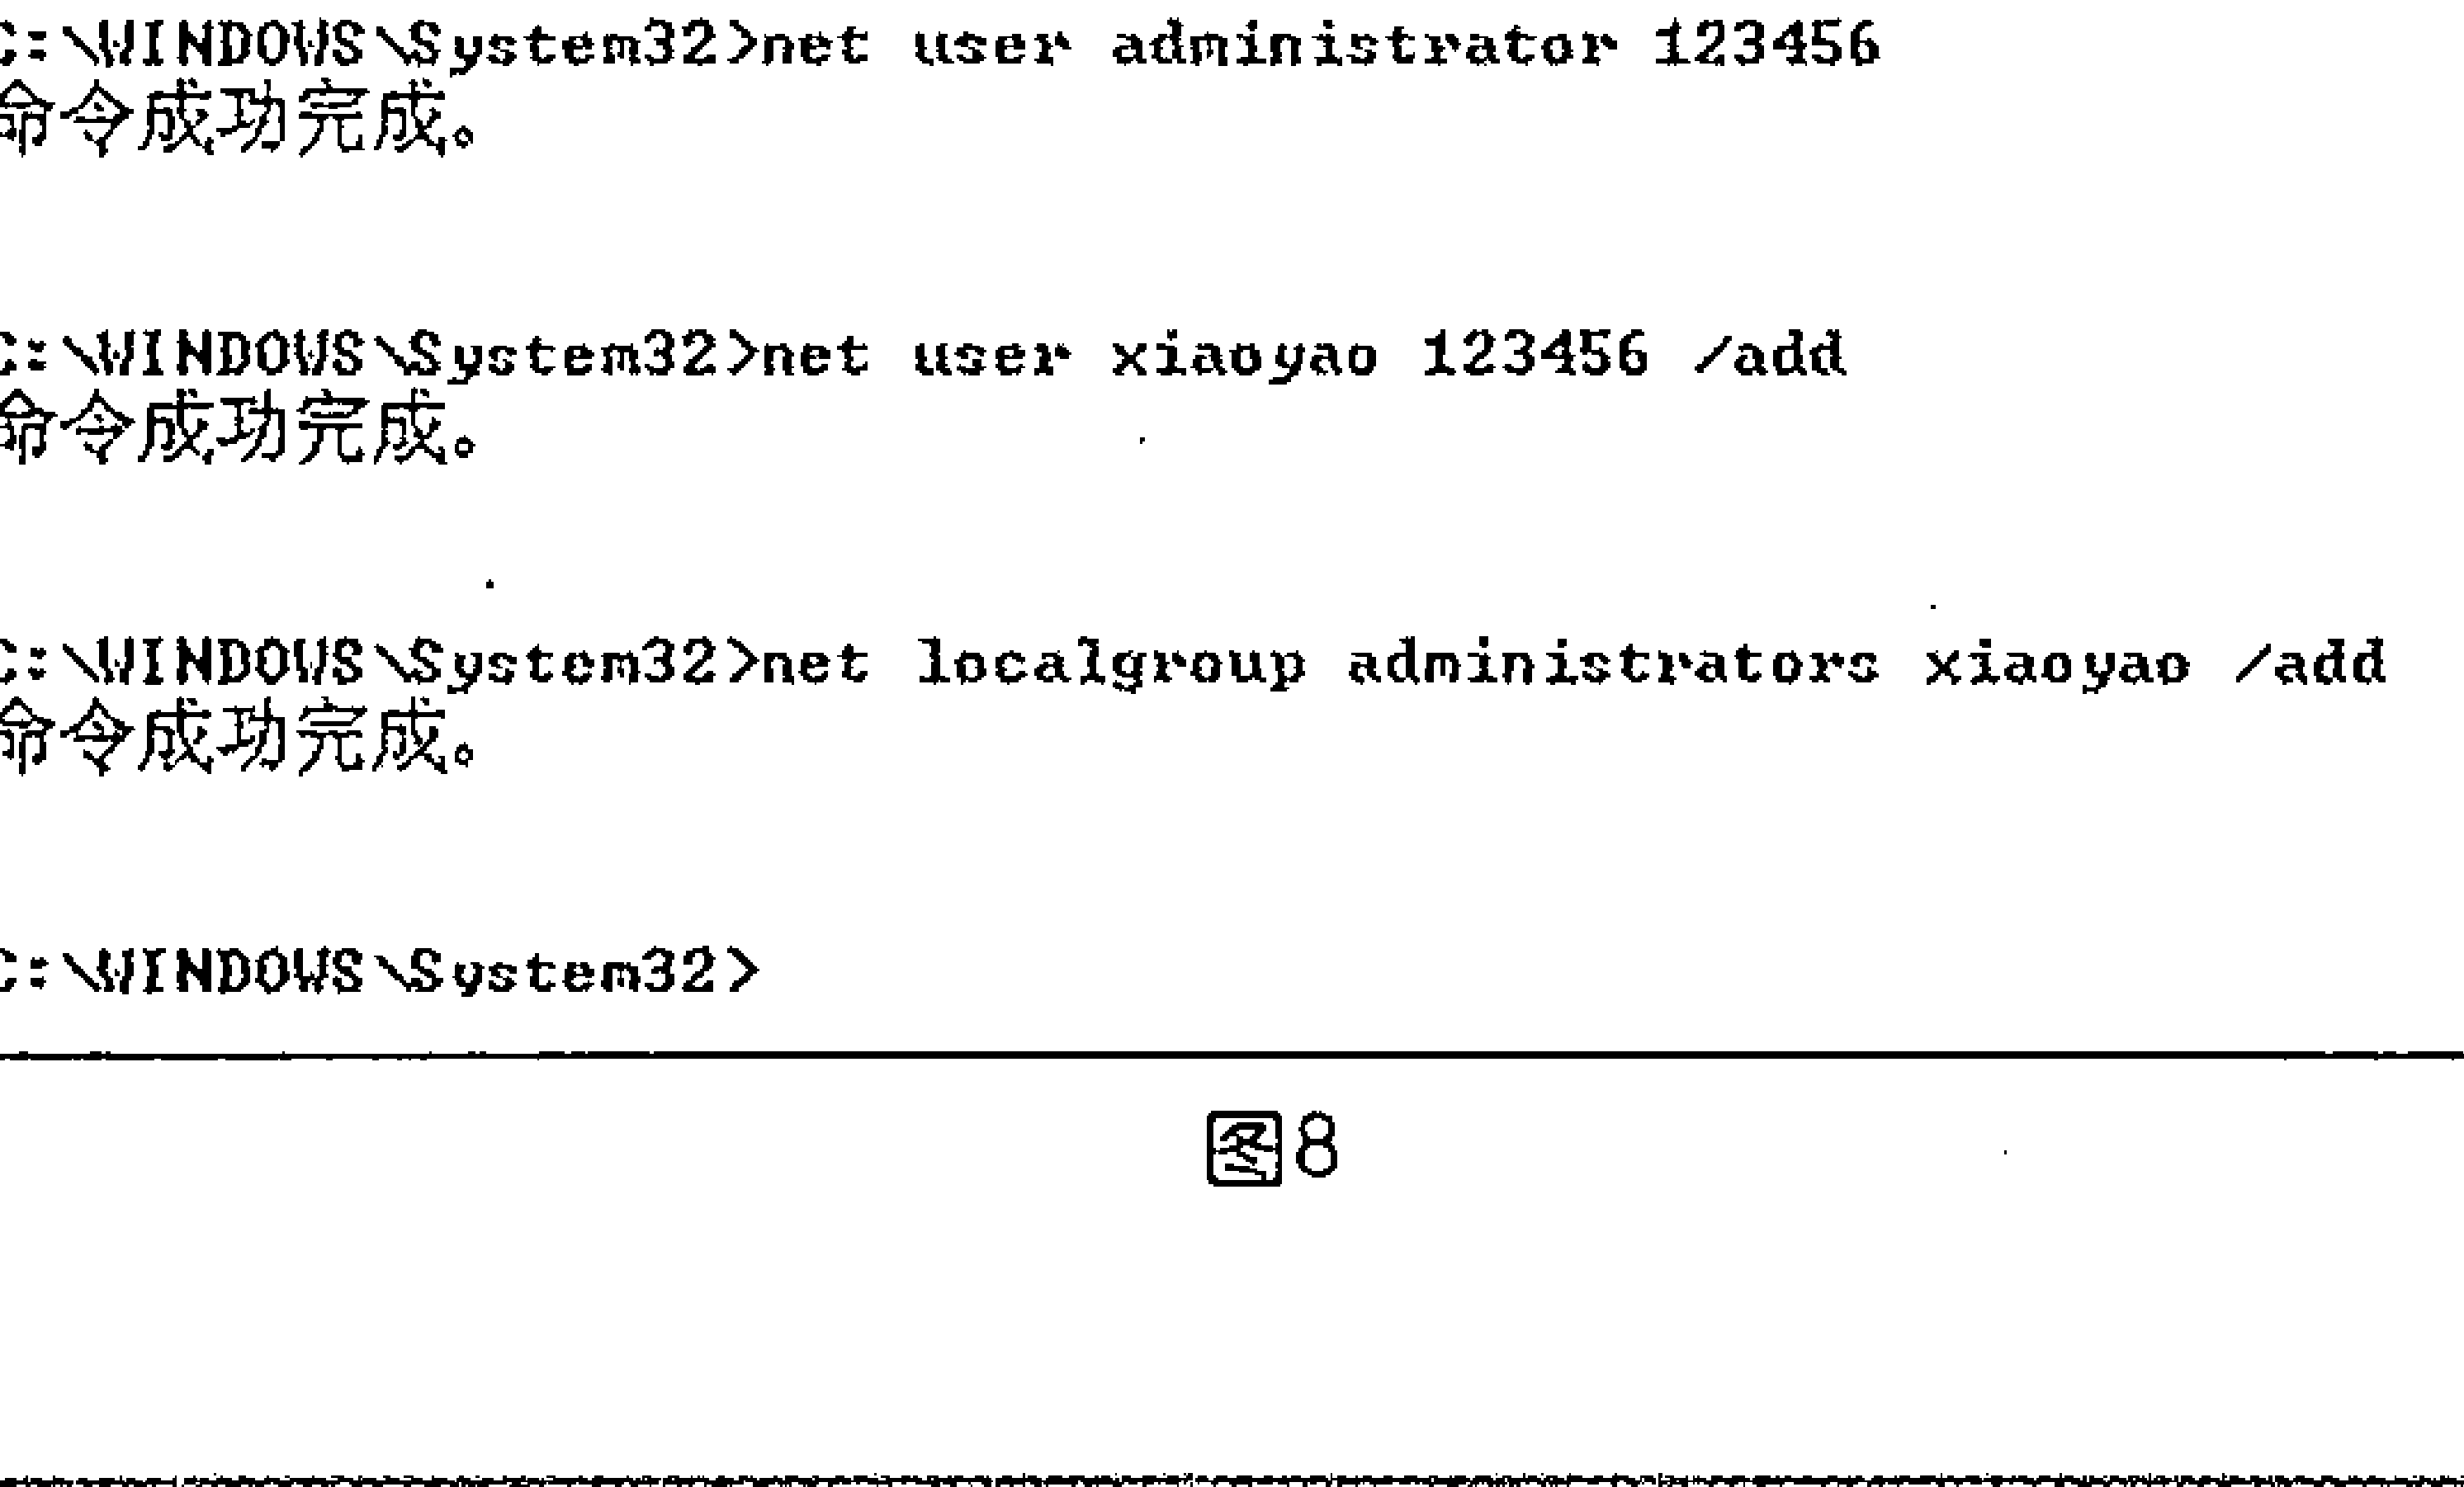 C:\WINDOWS\System32>net user administrator 123456
命令成功完成。
C:\WINDOWS\System32>net user xiaoyao 123456 /add
命令成功完成。
C:\WINDOWS\System32>net localgroup administrators xiaoyao /add
命令成功完成。
C:\WINDOWS\System32>
图8